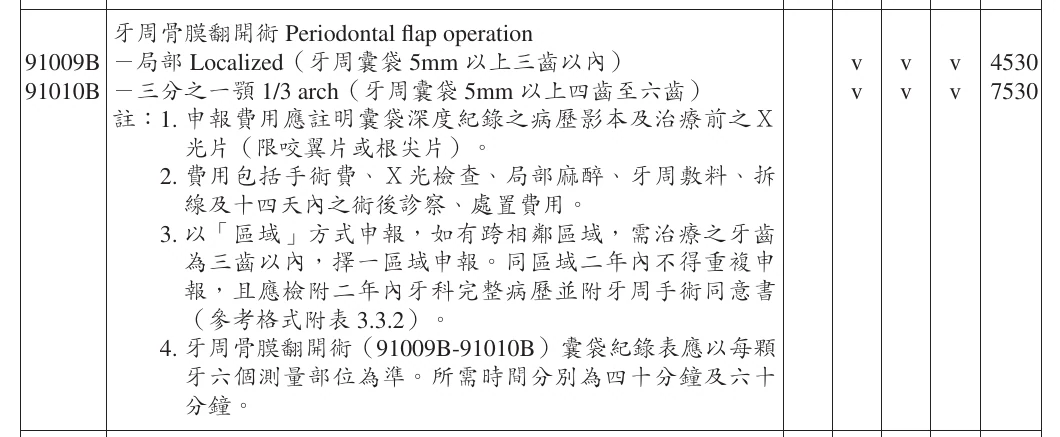 牙周骨膜翻開術 Periodontal flap operation
91009B －局部 Localized（牙周囊袋 5mm 以上三齒以內） v v v 4530
91010B －三分之一顎 1/3 arch（牙周囊袋 5mm 以上四齒至六齒） v v v 7530
註：1. 申報費用應註明囊袋深度紀錄之病歷影本及治療前之Ｘ
光片（限咬翼片或根尖片）。
2. 費用包括手術費、Ｘ光檢查、局部麻醉、牙周敷料、拆
線及十四天內之術後診察、處置費用。
3. 以「區域」方式申報，如有跨相鄰區域，需治療之牙齒
為三齒以內，擇一區域申報。同區域二年內不得重複申
報，且應檢附二年內牙科完整病歷並附牙周手術同意書
（參考格式附表 3.3.2）。
4. 牙周骨膜翻開術（91009B-91010B）囊袋紀錄表應以每顆
牙六個測量部位為準。所需時間分別為四十分鐘及六十
分鐘。